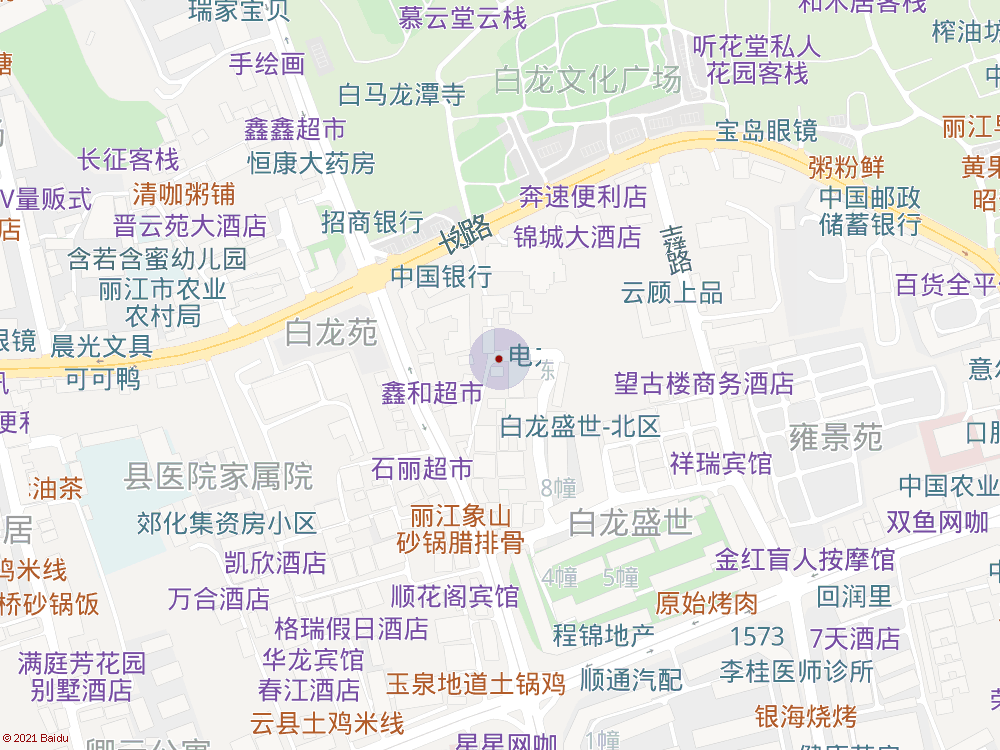 瑞家宝贝
慕云堂云栈
和木居客栈
榨油坊
手绘画
听花堂私人
花园客栈
白龙文化广场
白马龙潭寺
鑫鑫超市
宝岛眼镜
长征客栈
恒康大药房
粥粉鲜
V量贩式
清咖粥铺
奔速便利店
中国邮政
储蓄银行
晋云苑大酒店
招商银行
锦城大酒店
含若含蜜幼儿园
中国银行
丽江市农业
农村局
云顾上品
百货全平
白龙苑
眼镜
晨光文具
可可鸭
电
东
鑫和超市
望古楼商务酒店
白龙盛世-北区
雍景苑
石丽超市
祥瑞宾馆
县医院家属院
油茶
8幢
中国农业
丽江象山
砂锅腊排骨
郊化集资房小区
白龙盛世
双鱼网咖
居
凯欣酒店
金红盲人按摩馆
鸡米线
4幢
5幢
桥砂锅饭
万合酒店
顺花阁宾馆
原始烤肉
回润里
格瑞假日酒店
程锦地产
1573
7天酒店
满庭芳花园
别墅酒店
华龙宾馆
春江酒店
玉泉地道土锅鸡
顺通汽配
李桂医师诊所
云县土鸡米线
银海烧烤
星星网咖
1幢
© 2021 Baidu